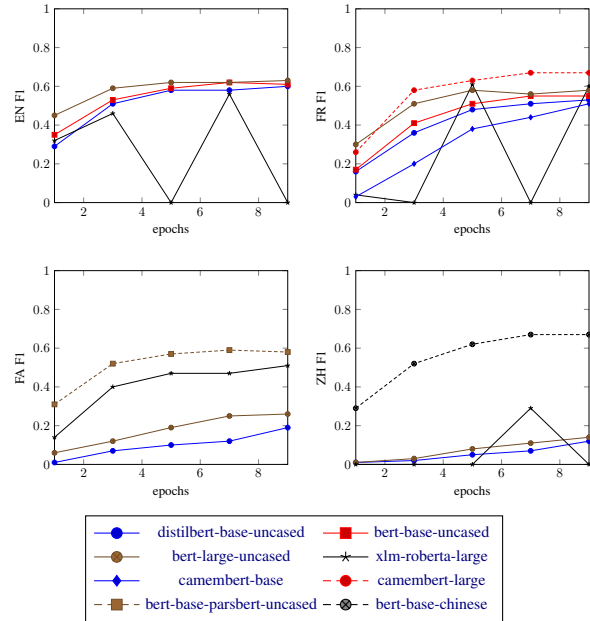 1
0.8
0.6
0.4
0.2
0
2 4 6 8
epochs
EN F1
1
0.8
0.6
0.4
0.2
0
2 4 6 8
epochs
FR F1
1
0.8
0.6
0.4
0.2
0
2 4 6 8
epochs
FA F1
1
0.8
0.6
0.4
0.2
0
2 4 6 8
epochs
ZH F1
distilbert-base-uncased bert-base-uncased
bert-large-uncased xlm-roberta-large
camembert-base camembert-large
bert-base-parsbert-uncased bert-base-chinese